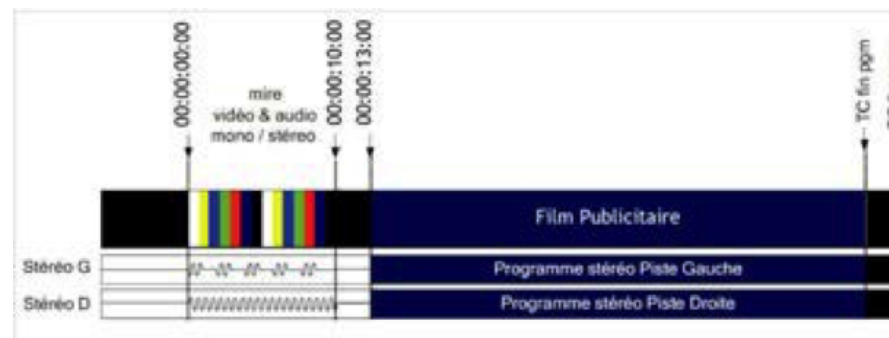 00:00:00:00
mire
vidéo & audio
mono / stéreo
00:00:10:00
00:00:13:00
TC fin pgm
Film Publicitaire
Stéréo G
Programme stéréo Piste Gauche
Stéréo D
Programme stéréo Piste Droite